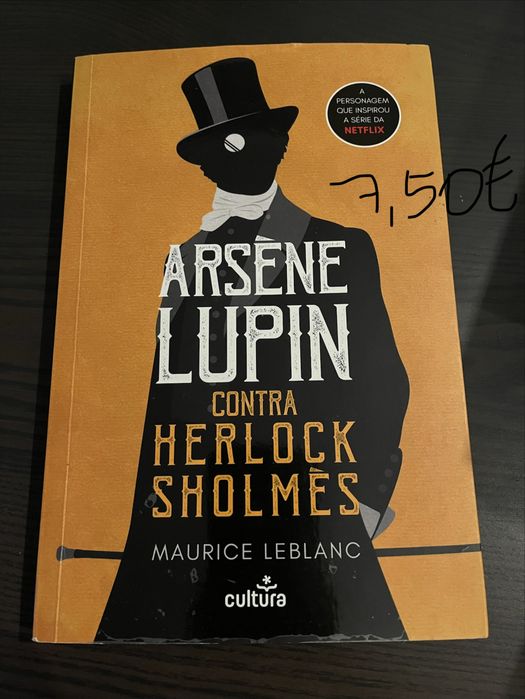 A
PERSONAGEM
QUE INSPIROU
A SÉRIE DA
NETFLIX
7,50€
ARSÈNE
LUPIN
CONTRA
HERLOCK
SHOLMÈS
MAURICE LEBLANC
cultura